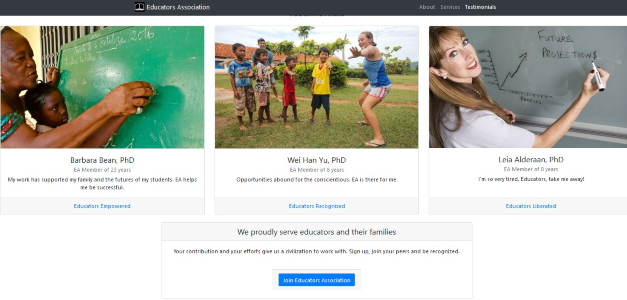 Educators Association
About Services Testimonials
FUTURE
PROJECTIONS
Barbara Bean, PhD
EA Member of 23 years
My work has supported my family and the futures of my students. EA helps
me be successful.
Educators Empowered
Wei Han Yu, PhD
EA Member of 8 years
Opportunities abound for the conscientious. EA is there for me.
Educators Recognized
Leia Alderaan, PhD
EA Member of 8 years
I'm so very tired. Educators, take me away!
Educators Liberated
We proudly serve educators and their families
Your contribution and your efforts give us a civilization to work with. Sign up, join your peers and be recognized.
Join Educators Association